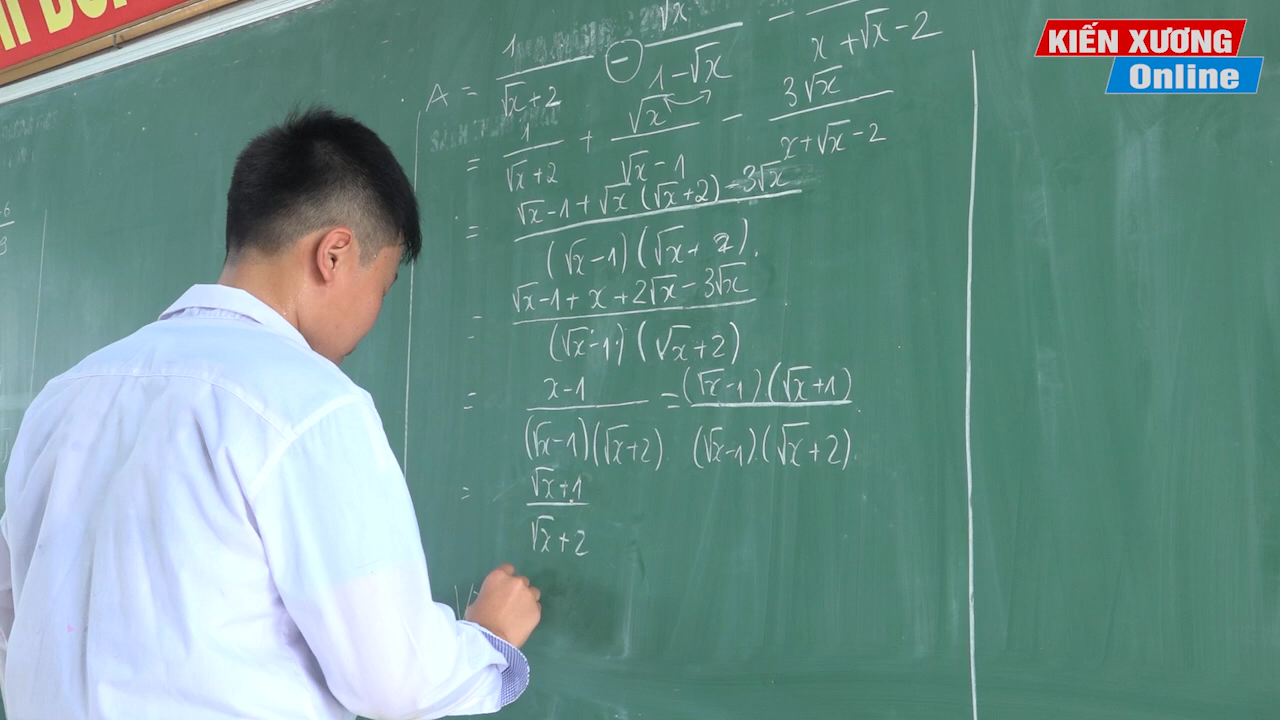 KIẾN XƯƠNG
Online
A = 1/(√x+2) − √x/(1−√x) − /(x+√x−2)
= 1/(√x+2) + √x/(√x−1) − 3√x/(x+√x−2)
= (√x−1+√x(√x+2)−3√x)/((√x−1)(√x+2)).
= (√x−1+x+2√x−3√x)/((√x−1)(√x+2))
= (x−1)/((√x−1)(√x+2)) = ((√x−1).(√x+1))/((√x−1).(√x+2))
= (√x+1)/(√x+2)